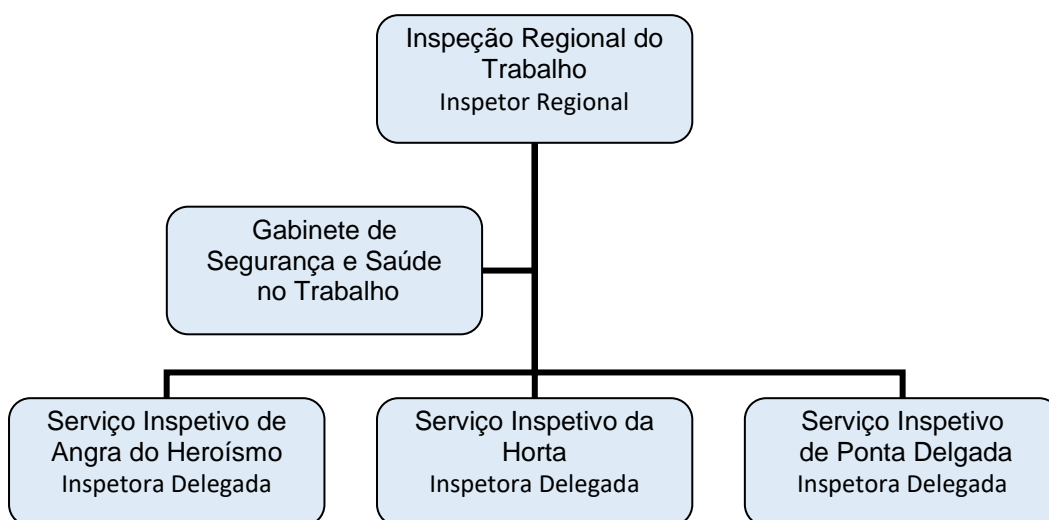 Inspeção Regional do
Trabalho
Inspetor Regional
Gabinete de
Segurança e Saúde
no Trabalho
Serviço Inspetivo de
Angra do Heroísmo
Inspetora Delegada
Serviço Inspetivo da
Horta
Inspetora Delegada
Serviço Inspetivo
de Ponta Delgada
Inspetora Delegada